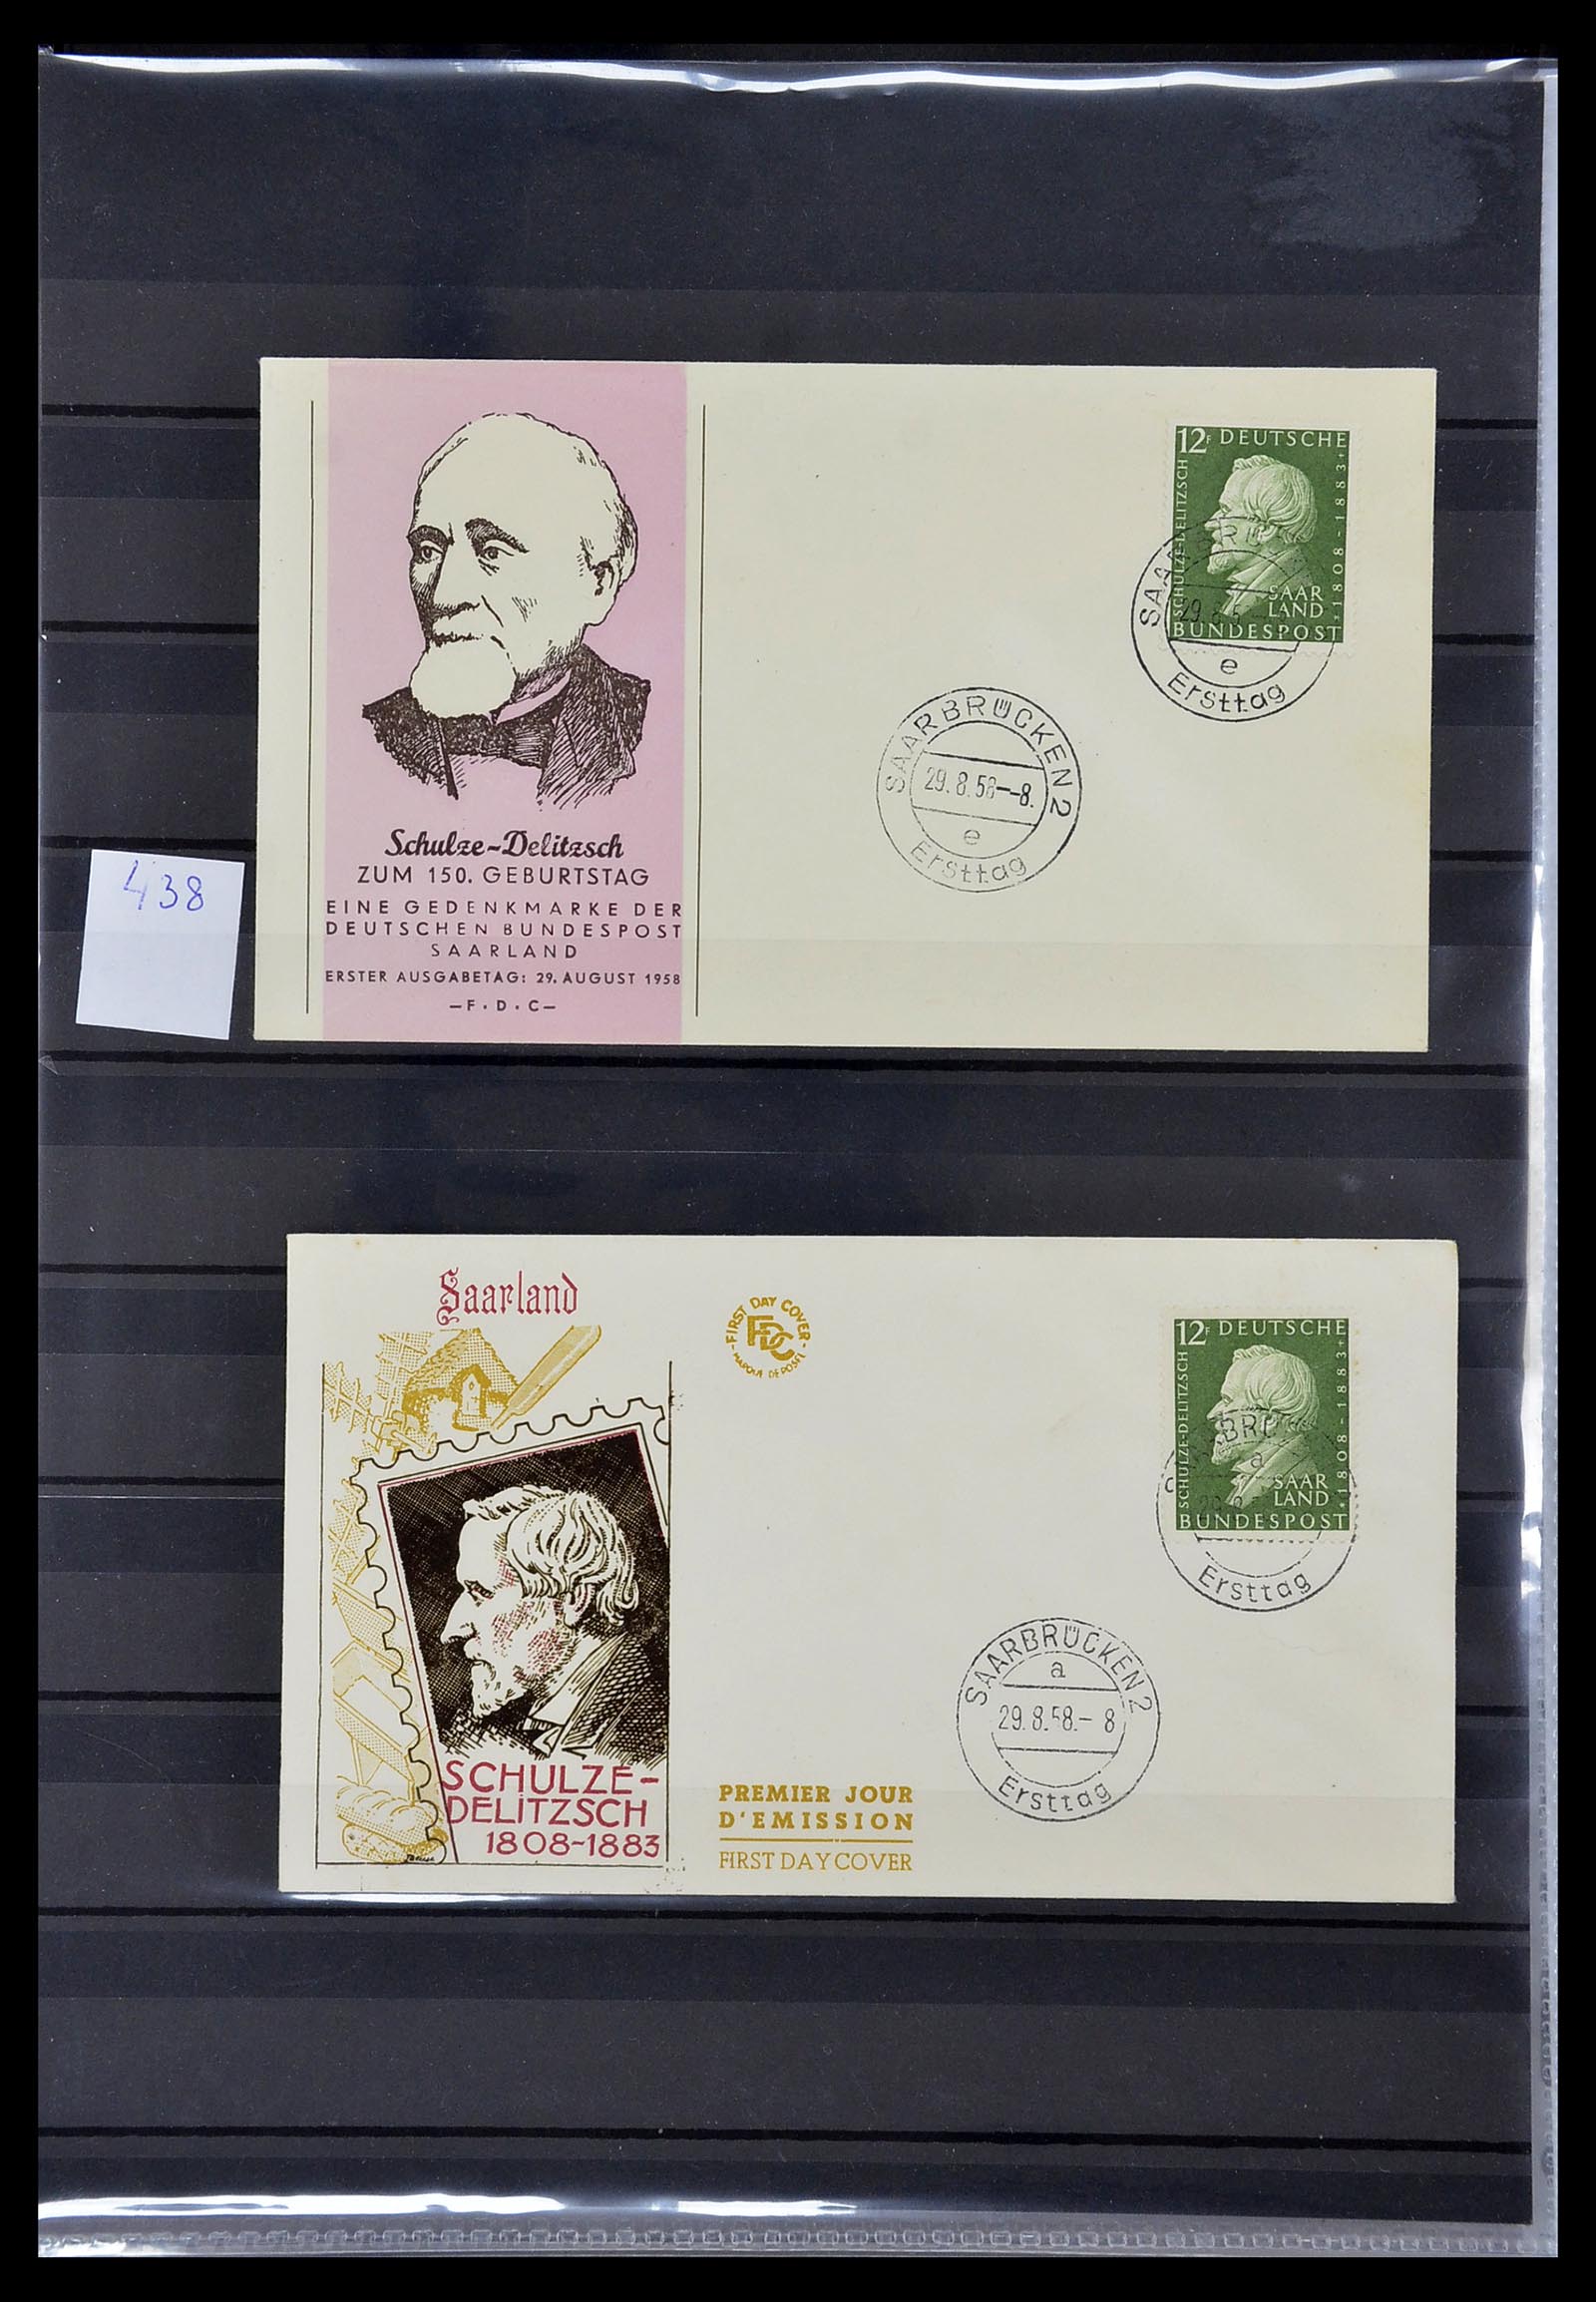 438
Schulze-Delitzsch
ZUM 150. GEBURTSTAG
EINE GEDENKMARKE DER
DEUTSCHEN BUNDESPOST
SAARLAND
ERSTER AUSGABETAG: 29. AUGUST 1958
—F·D·C—
12F DEUTSCHE
SCHULZE-DELITZSCH
*1808-1883+
SAAR
LAND
BUNDESPOST
e
Ersttag
SAARBRÜCKEN 2
29.8.58--8.
e
Ersttag
Saarland
FIRST DAY COVER
FDC
MARQUE DÉPOSÉE
SCHULZE-
DELITZSCH
1808-1883
PREMIER JOUR
D'EMISSION
FIRST DAY COVER
12F DEUTSCHE
SCHULZE-DELITZSCH
*1808-1883+
SAAR
LAND
BUNDESPOST
a
Ersttag
SAARBRÜCKEN 2
a
29.8.58.- 8
Ersttag